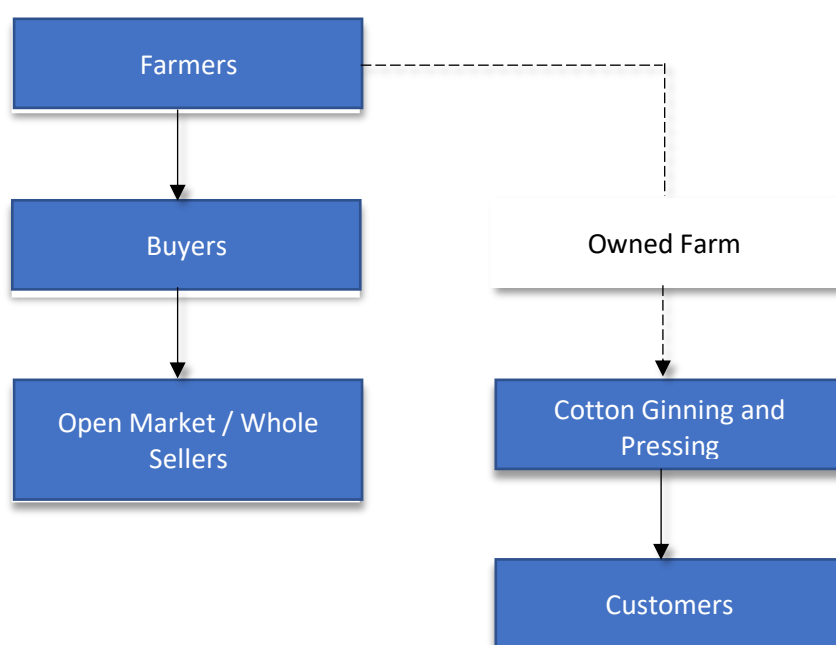 Farmers
Buyers
Owned Farm
Open Market / Whole
Sellers
Cotton Ginning and
Pressing
Customers